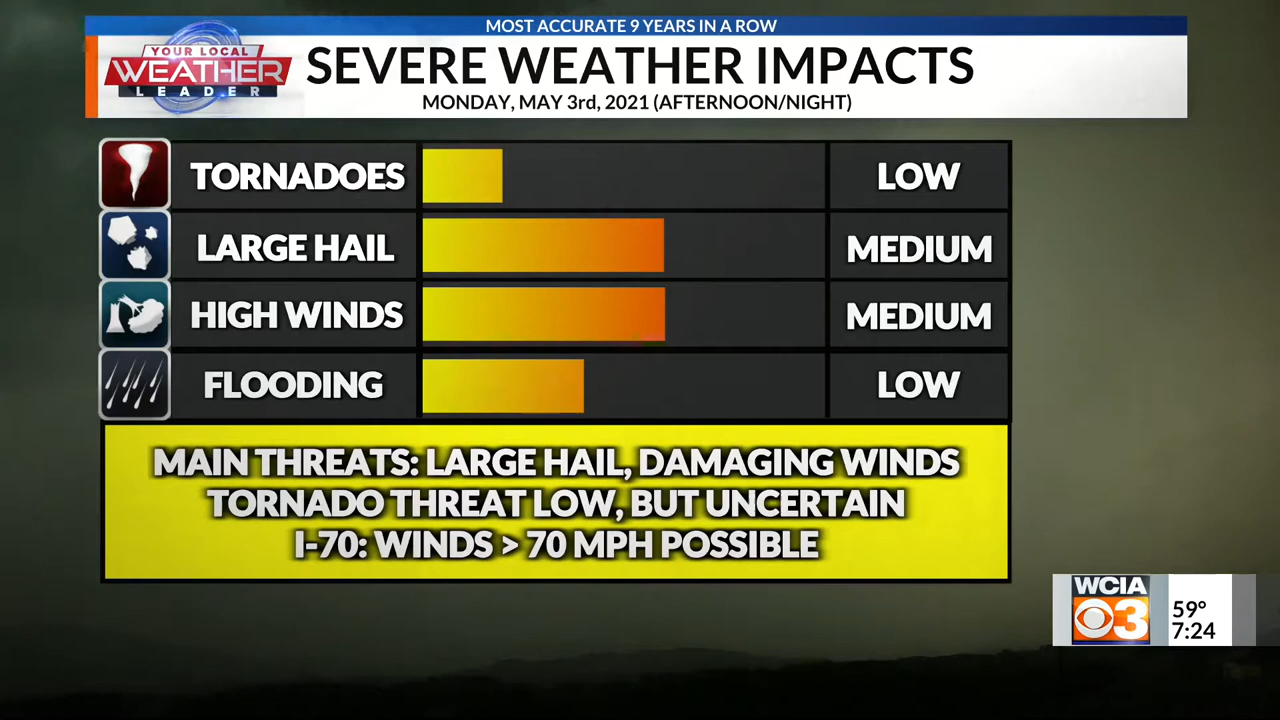 MOST ACCURATE 9 YEARS IN A ROW
YOUR LOCAL
WEATHER
LEADER
SEVERE WEATHER IMPACTS
MONDAY, MAY 3rd, 2021 (AFTERNOON/NIGHT)
TORNADOES LOW
LARGE HAIL MEDIUM
HIGH WINDS MEDIUM
FLOODING LOW
MAIN THREATS: LARGE HAIL, DAMAGING WINDS
TORNADO THREAT LOW, BUT UNCERTAIN
I-70: WINDS > 70 MPH POSSIBLE
WCIA
3
59°
7:24